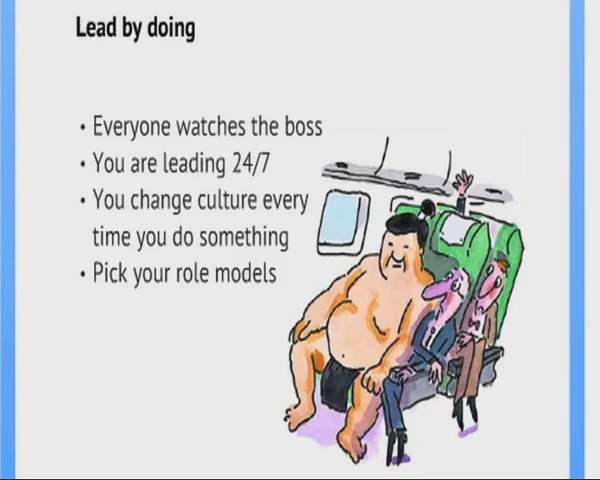 Lead by doing
• Everyone watches the boss
• You are leading 24/7
• You change culture every
time you do something
• Pick your role models